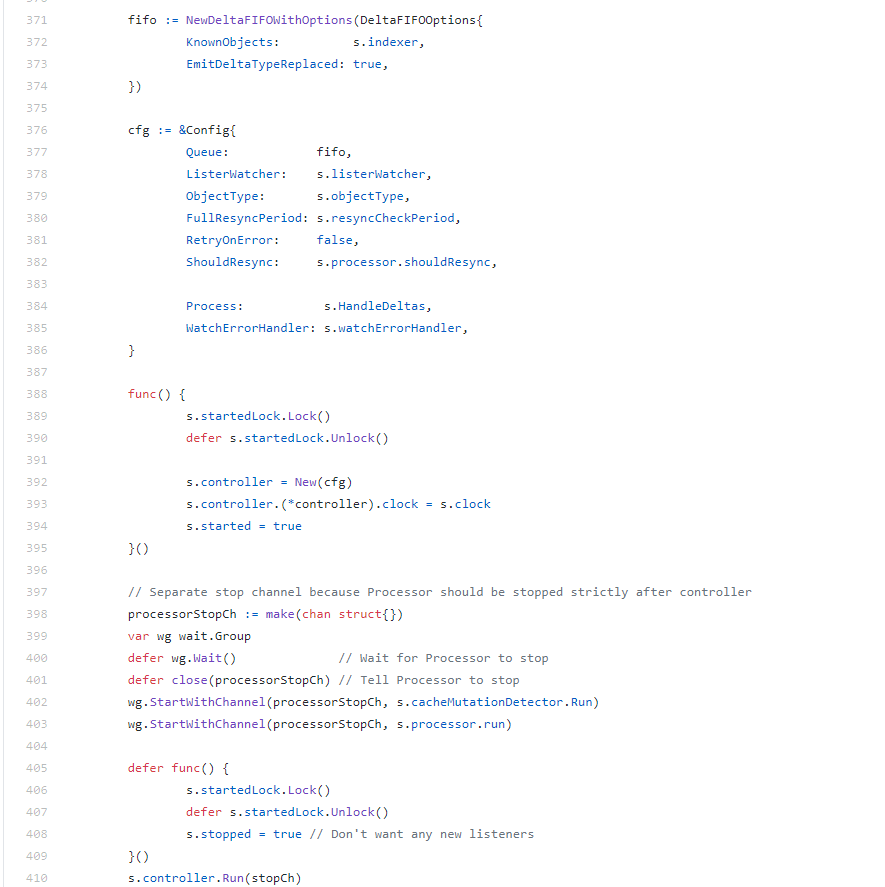 371 fifo := NewDeltaFIFOWithOptions(DeltaFIFOOptions{
372 KnownObjects: s.indexer,
373 EmitDeltaTypeReplaced: true,
374 })
375
376 cfg := &Config{
377 Queue: fifo,
378 ListerWatcher: s.listerWatcher,
379 ObjectType: s.objectType,
380 FullResyncPeriod: s.resyncCheckPeriod,
381 RetryOnError: false,
382 ShouldResync: s.processor.shouldResync,
383
384 Process: s.HandleDeltas,
385 WatchErrorHandler: s.watchErrorHandler,
386 }
387
388 func() {
389 s.startedLock.Lock()
390 defer s.startedLock.Unlock()
391
392 s.controller = New(cfg)
393 s.controller.(*controller).clock = s.clock
394 s.started = true
395 }()
396
397 // Separate stop channel because Processor should be stopped strictly after controller
398 processorStopCh := make(chan struct{})
399 var wg wait.Group
400 defer wg.Wait() // Wait for Processor to stop
401 defer close(processorStopCh) // Tell Processor to stop
402 wg.StartWithChannel(processorStopCh, s.cacheMutationDetector.Run)
403 wg.StartWithChannel(processorStopCh, s.processor.run)
404
405 defer func() {
406 s.startedLock.Lock()
407 defer s.startedLock.Unlock()
408 s.stopped = true // Don't want any new listeners
409 }()
410 s.controller.Run(stopCh)